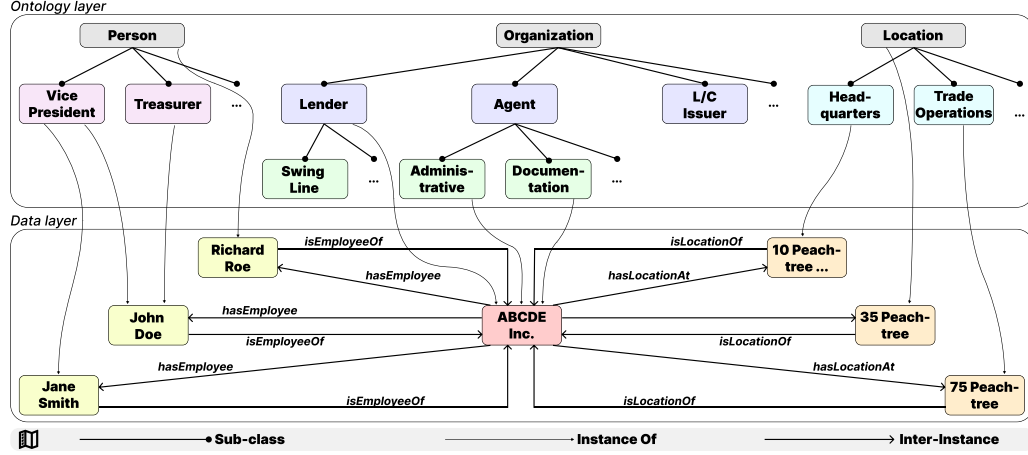 Ontology layer
Person
Organization
Location
Vice
President
Treasurer
...
Lender
Agent
L/C
Issuer
...
Head-
quarters
Trade
Operations
...
Swing
Line
...
Adminis-
trative
Documen-
tation
...
Data layer
Richard
Roe
isEmployeeOf
isLocationOf
10 Peach-
tree ...
hasEmployee
hasLocationAt
John
Doe
hasEmployee
isEmployeeOf
ABCDE
Inc.
isLocationOf
35 Peach-
tree
hasEmployee
hasLocationAt
Jane
Smith
isEmployeeOf
isLocationOf
75 Peach-
tree
Sub-class
Instance Of
Inter-Instance